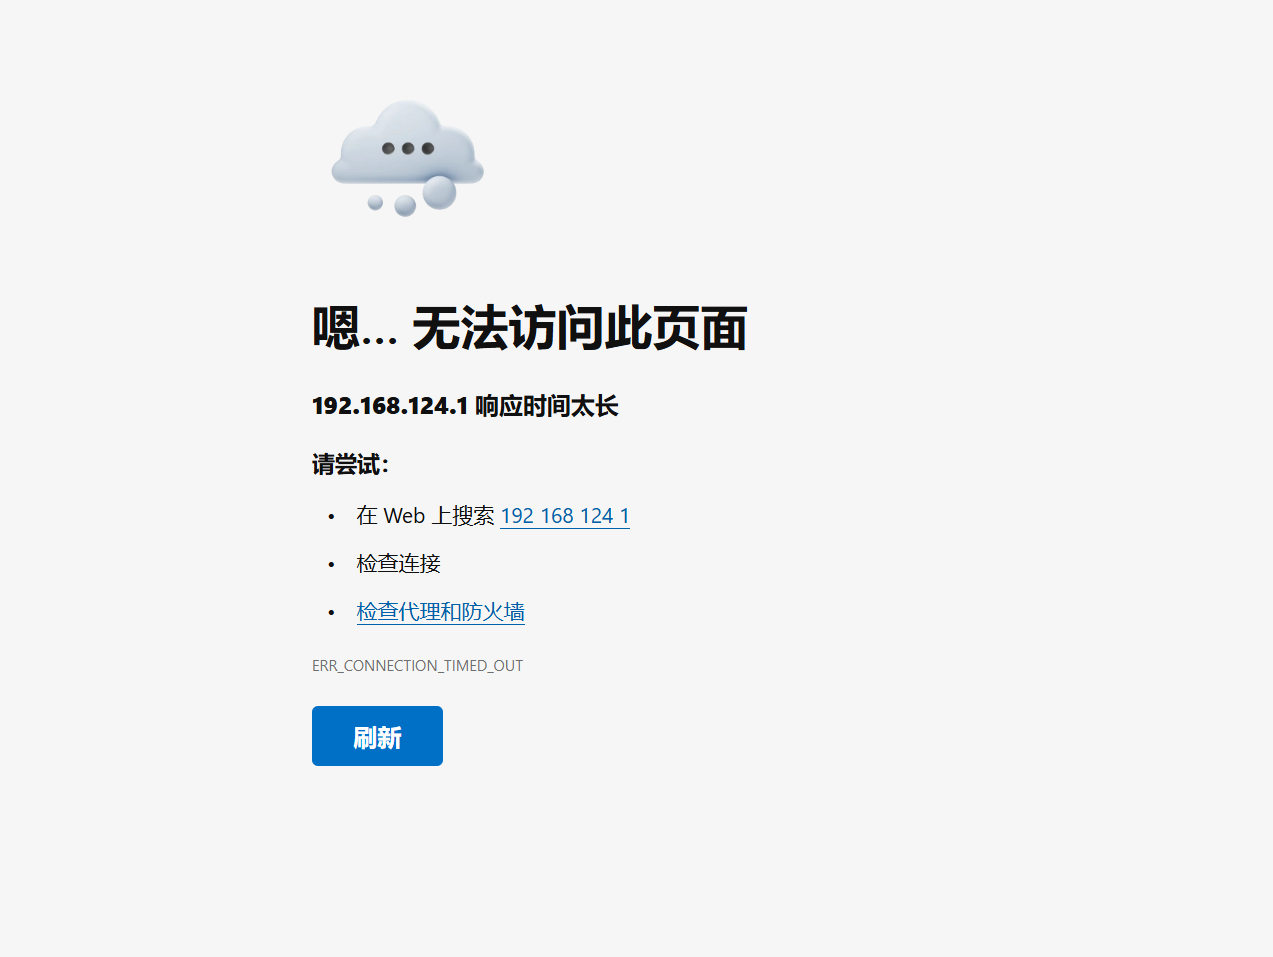 嗯… 无法访问此页面
192.168.124.1 响应时间太长
请尝试：
• 在 Web 上搜索 192 168 124 1
• 检查连接
• 检查代理和防火墙
ERR_CONNECTION_TIMED_OUT
刷新